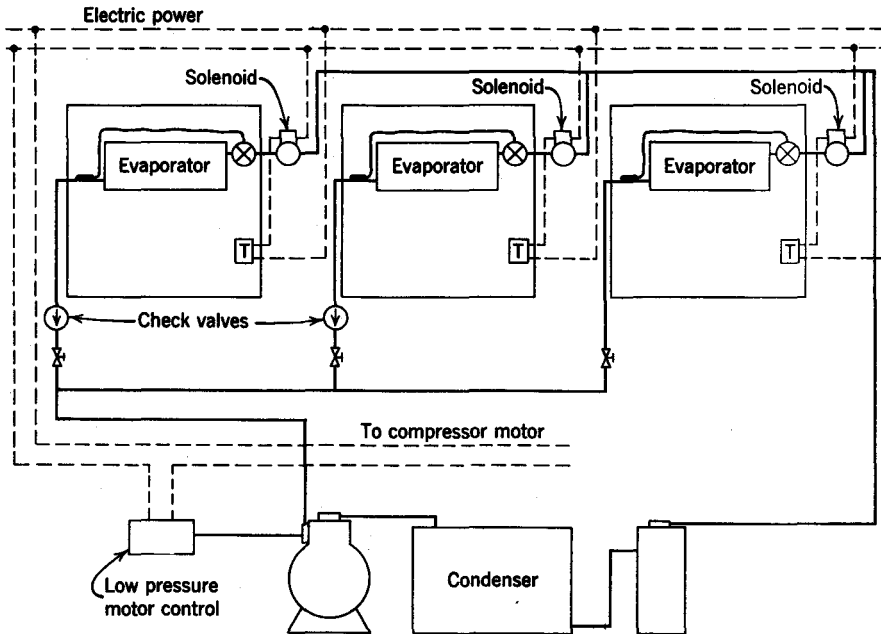 Electric power
Solenoid
Solenoid
Solenoid
Evaporator
Evaporator
Evaporator
T
T
T
Check valves
To compressor motor
Low pressure
motor control
Condenser